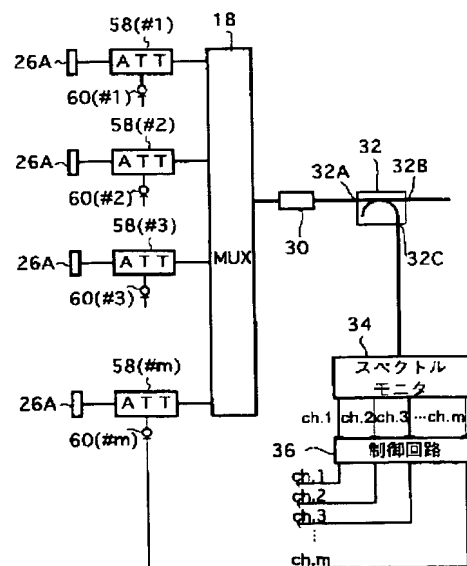 58(#1)
18
26A
ATT
60(#1)
58(#2)
26A
ATT
60(#2)
32
32A
32B
58(#3)
30
32C
26A
ATT
MUX
60(#3)
34
58(#m)
スペクトル
モニタ
26A
ATT
ch.1 ch.2 ch.3 …ch.m
60(#m)
36
制御回路
ch.1
ch.2
ch.3
⋮
ch.m